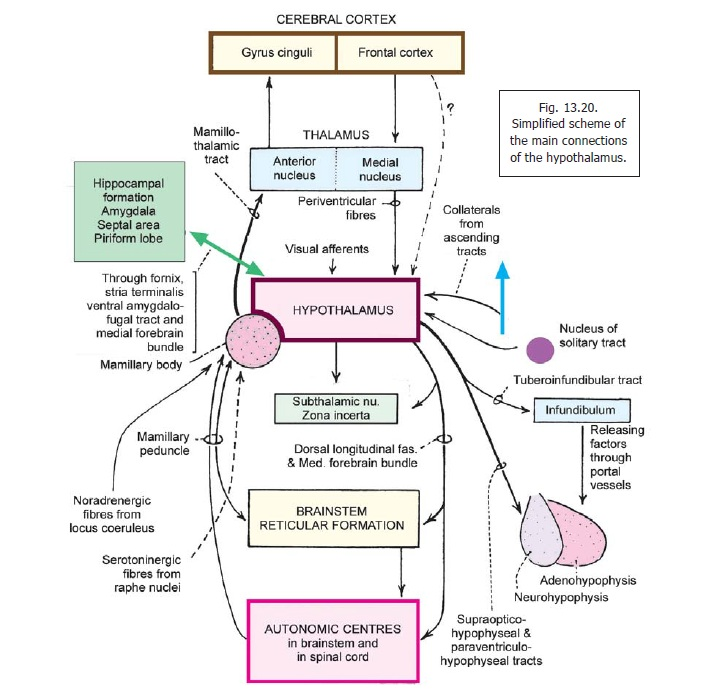 CEREBRAL CORTEX
Gyrus cinguli
Frontal cortex
?
Fig. 13.20.
Simplified scheme of
the main connections
of the hypothalamus.
Mamillo-
thalamic
tract
THALAMUS
Anterior
nucleus
Medial
nucleus
Hippocampal
formation
Amygdala
Septal area
Piriform lobe
Periventricular
fibres
Collaterals
from
ascending
tracts
Visual afferents
Through fornix,
stria terminalis
ventral amygdalo-
fugal tract and
medial forebrain
bundle
HYPOTHALAMUS
Mamillary body
Nucleus of
solitary tract
Tuberoinfundibular tract
Subthalamic nu.
Zona incerta
Infundibulum
Releasing
factors
through
portal
vessels
Mamillary
peduncle
Dorsal longitudinal fas.
& Med. forebrain bundle
Noradrenergic
fibres from
locus coeruleus
BRAINSTEM
RETICULAR FORMATION
Serotoninergic
fibres from
raphe nuclei
Adenohypophysis
Neurohypophysis
AUTONOMIC CENTRES
in brainstem and
in spinal cord
Supraoptico-
hypophyseal &
paraventriculo-
hypophyseal tracts